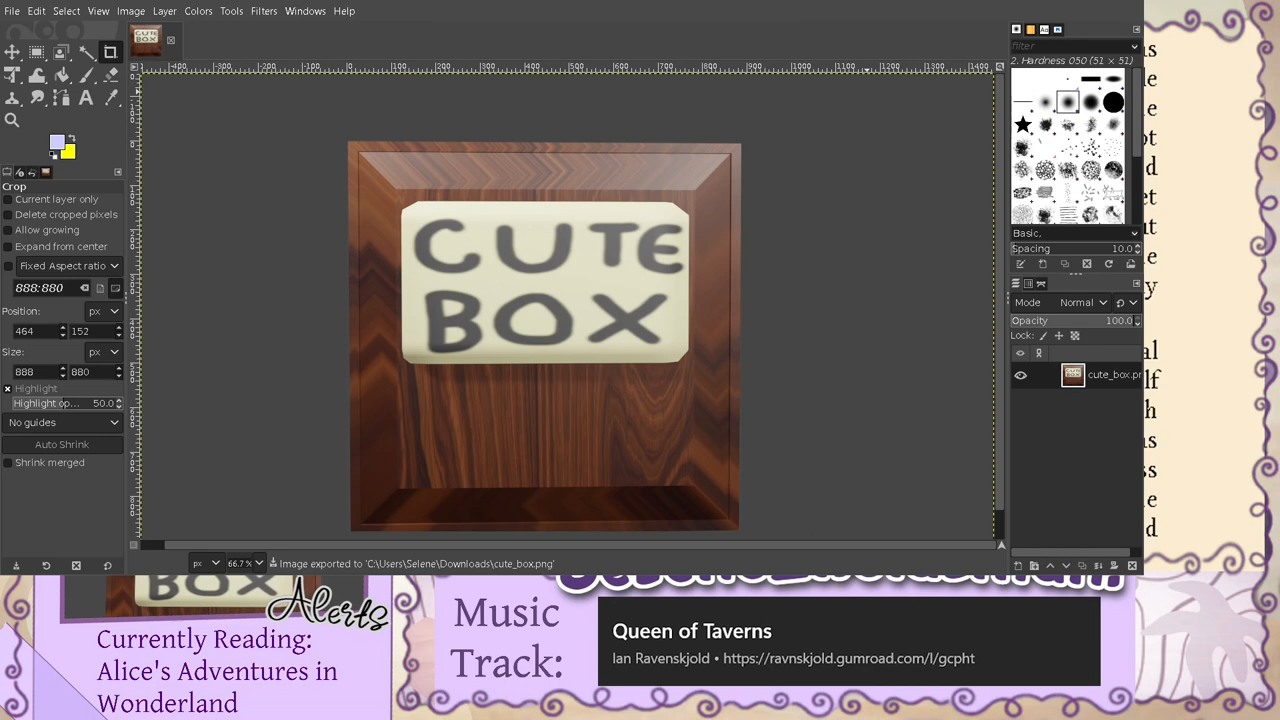 File Edit Select View Image Layer Colors Tools Filters Windows Help
Crop
Current layer only
Delete cropped pixels
Allow growing
Expand from center
Fixed Aspect ratio
888:880
Position: px
464 152
Size: px
888 880
Highlight
Highlight op... 50.0
No guides
Auto Shrink
Shrink merged
CUTE
BOX
filter
2. Hardness 050 (51 × 51)
Basic,
Spacing 10.0
Mode Normal
Opacity 100.0
Lock:
cute_box.pr
px 66.7% Image exported to 'C:\Users\Selene\Downloads\cute_box.png'
BOX
Alerts
Currently Reading:
Alice's Adventures in
Wonderland
Music
Track:
Queen of Taverns
Ian Ravenskjold • https://ravnskjold.gumroad.com/l/gcpht